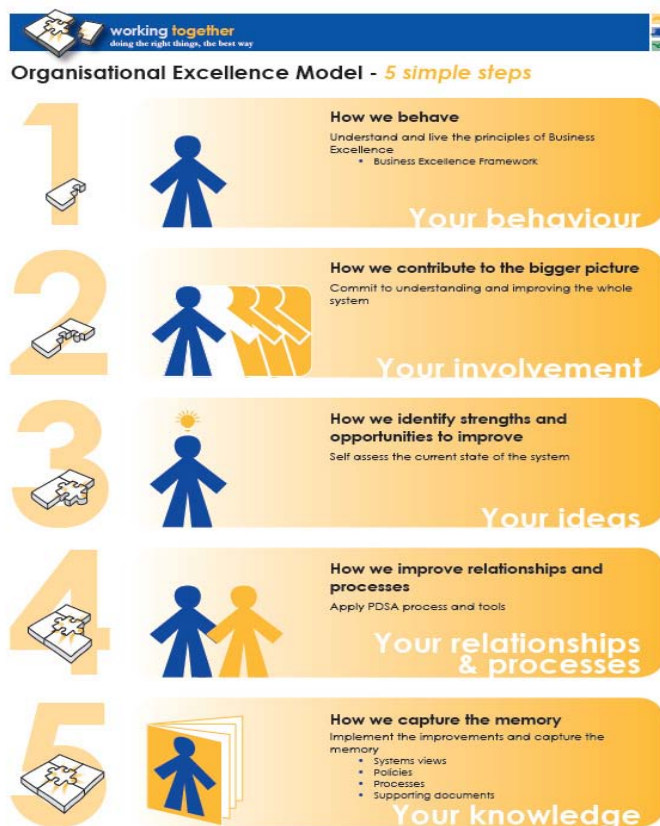 working together
doing the right things, the best way
Organisational Excellence Model - 5 simple steps
1
How we behave
Understand and live the principles of Business
Excellence
• Business Excellence Framework
Your behaviour
2
How we contribute to the bigger picture
Commit to understanding and improving the whole
system
Your involvement
3
How we identify strengths and
opportunities to improve
Self assess the current state of the system
Your ideas
4
How we improve relationships and
processes
Apply PDSA process and tools
Your relationships
& processes
5
How we capture the memory
Implement the improvements and capture the
memory
• Systems views
• Policies
• Processes
• Supporting documents
Your knowledge